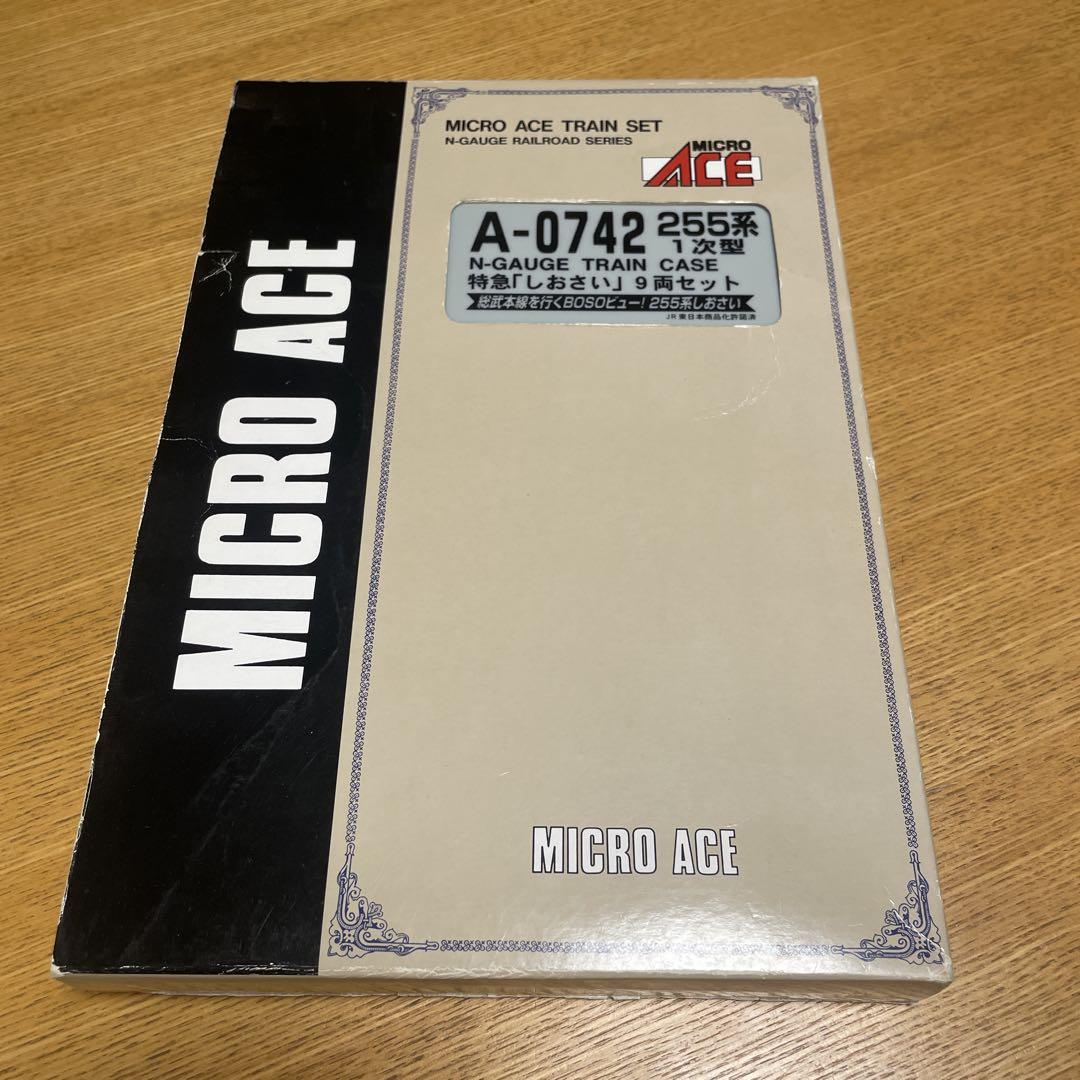 MICRO ACE
MICRO ACE TRAIN SET
N-GAUGE RAILROAD SERIES
MICRO
ACE
A-0742 255系
1次型
N-GAUGE TRAIN CASE
特急「しおさい」9両セット
総武本線を行くBOSOビュー! 255系しおさい
JR東日本商品化許諾済
MICRO ACE